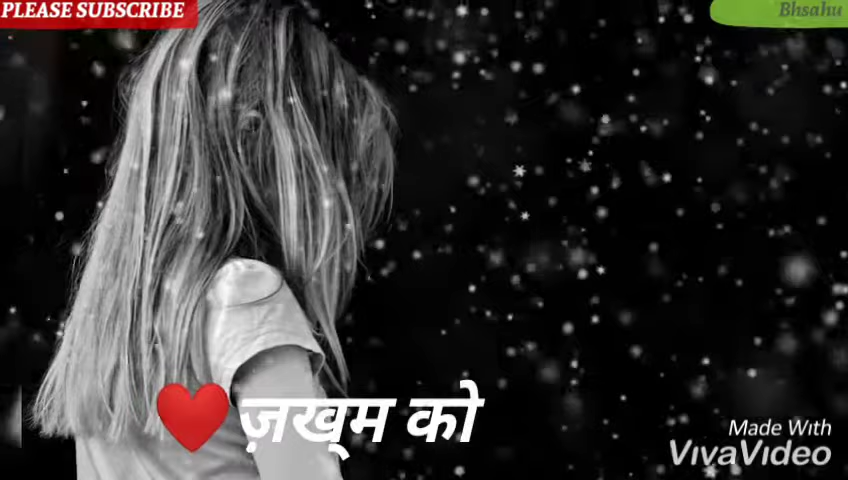 PLEASE SUBSCRIBE
Bhsahu
❤️ज़ख़्म को
Made With
VivaVideo